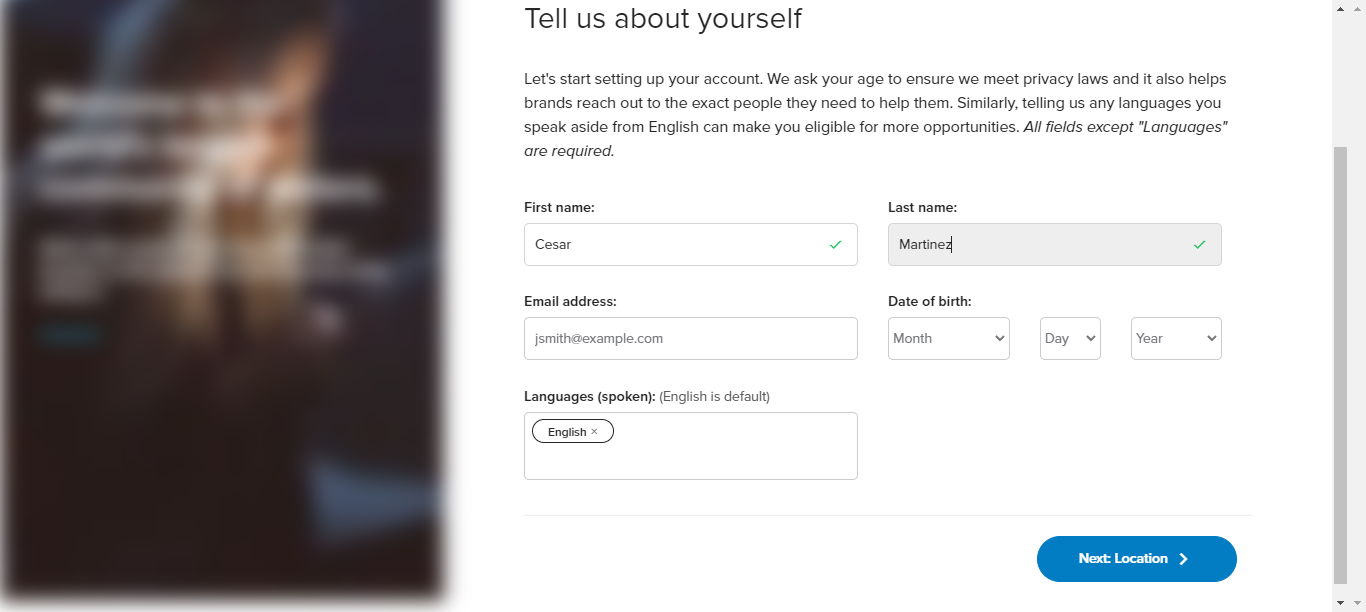 Tell us about yourself
Let's start setting up your account. We ask your age to ensure we meet privacy laws and it also helps
brands reach out to the exact people they need to help them. Similarly, telling us any languages you
speak aside from English can make you eligible for more opportunities. All fields except "Languages"
are required.
First name:
Last name:
Cesar
Martinez
Email address:
Date of birth:
jsmith@example.com
Month
Day
Year
Languages (spoken): (English is default)
English ×
Next: Location